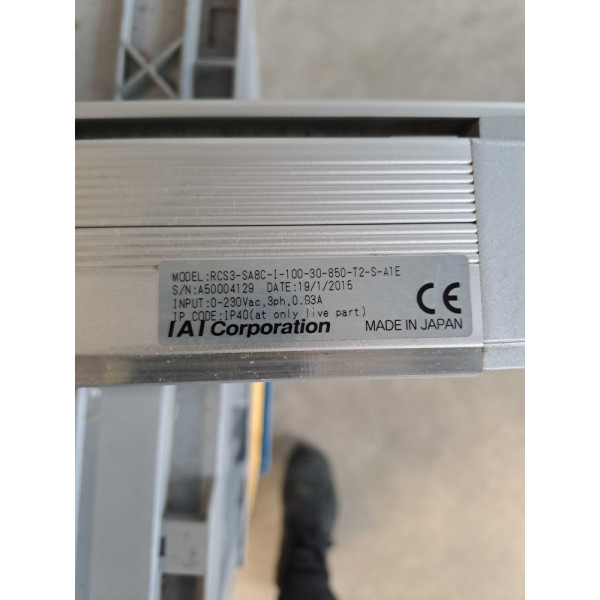 MODEL:RCS3-SA8C-I-100-30-850-T2-S-A1E
S/N:A50004129 DATE:19/1/2015
INPUT:0-230Vac,3ph,0.93A
IP CODE:IP40(at only live part)
IAI Corporation MADE IN JAPAN
CE